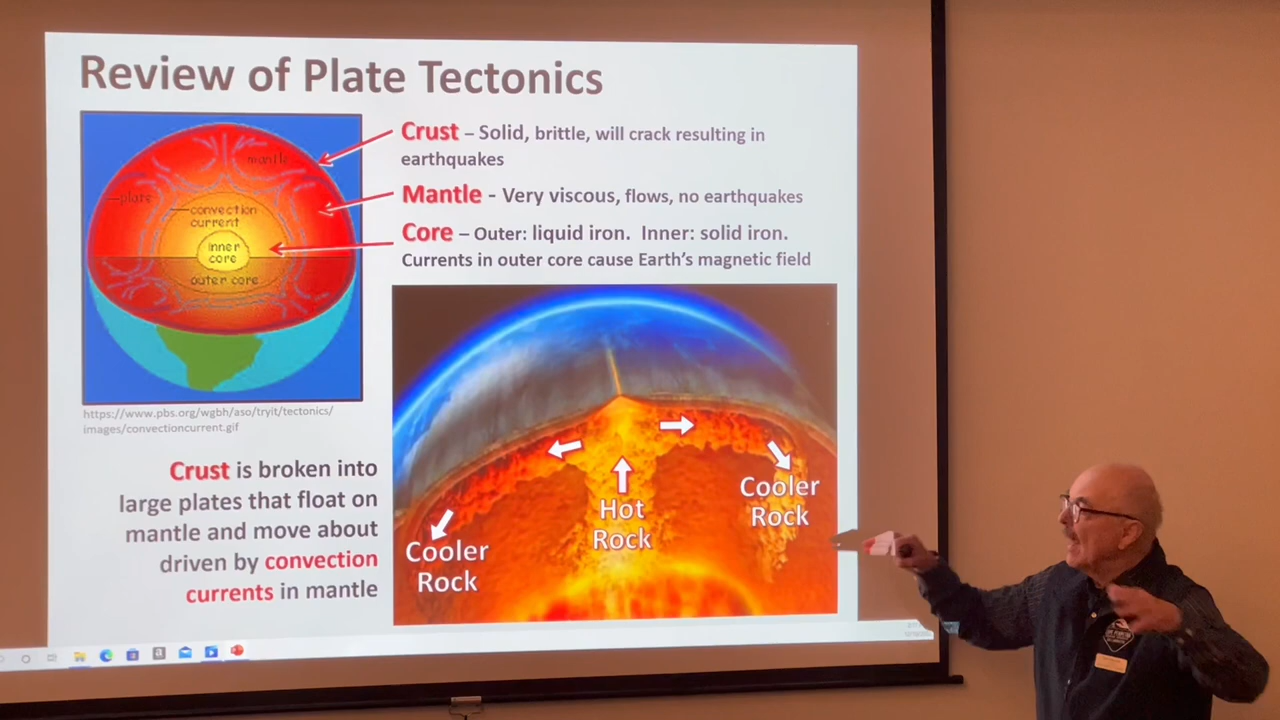 Review of Plate Tectonics
Crust – Solid, brittle, will crack resulting in
earthquakes
Mantle - Very viscous, flows, no earthquakes
Core – Outer: liquid iron.  Inner: solid iron.
Currents in outer core cause Earth's magnetic field
mantle
plate
convection
current
inner
core
outer core
https://www.pbs.org/wgbh/aso/tryit/tectonics/
images/convectioncurrent.gif
Crust is broken into
large plates that float on
mantle and move about
driven by convection
currents in mantle
Hot
Rock
Cooler
Rock
Cooler
Rock